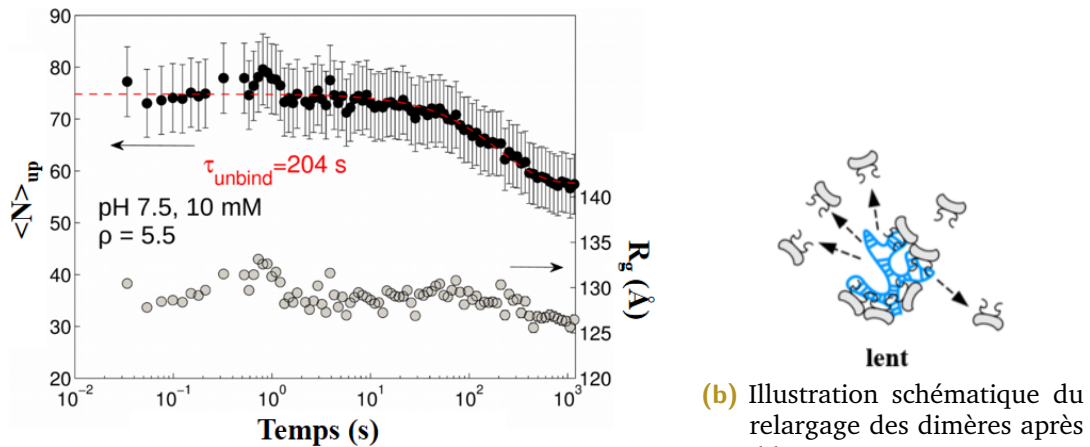 90
80
70
60
50
40
30
20
<N>up
τunbind=204 s
pH 7.5, 10 mM
ρ = 5.5
140
135
130
125
120
Rg (Å)
10−2 10−1 100 101 102 103
Temps (s)
lent
(b) Illustration schématique du
relargage des dimères après